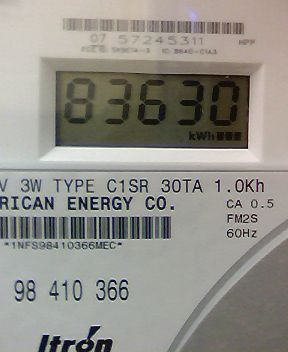 07 57245311 HPP
83630
kWh
V 3W TYPE C1SR 30TA 1.0Kh
RICAN ENERGY CO. CA 0.5
FM2S
60Hz
*1NFS98410366MEC*
98 410 366
Itron